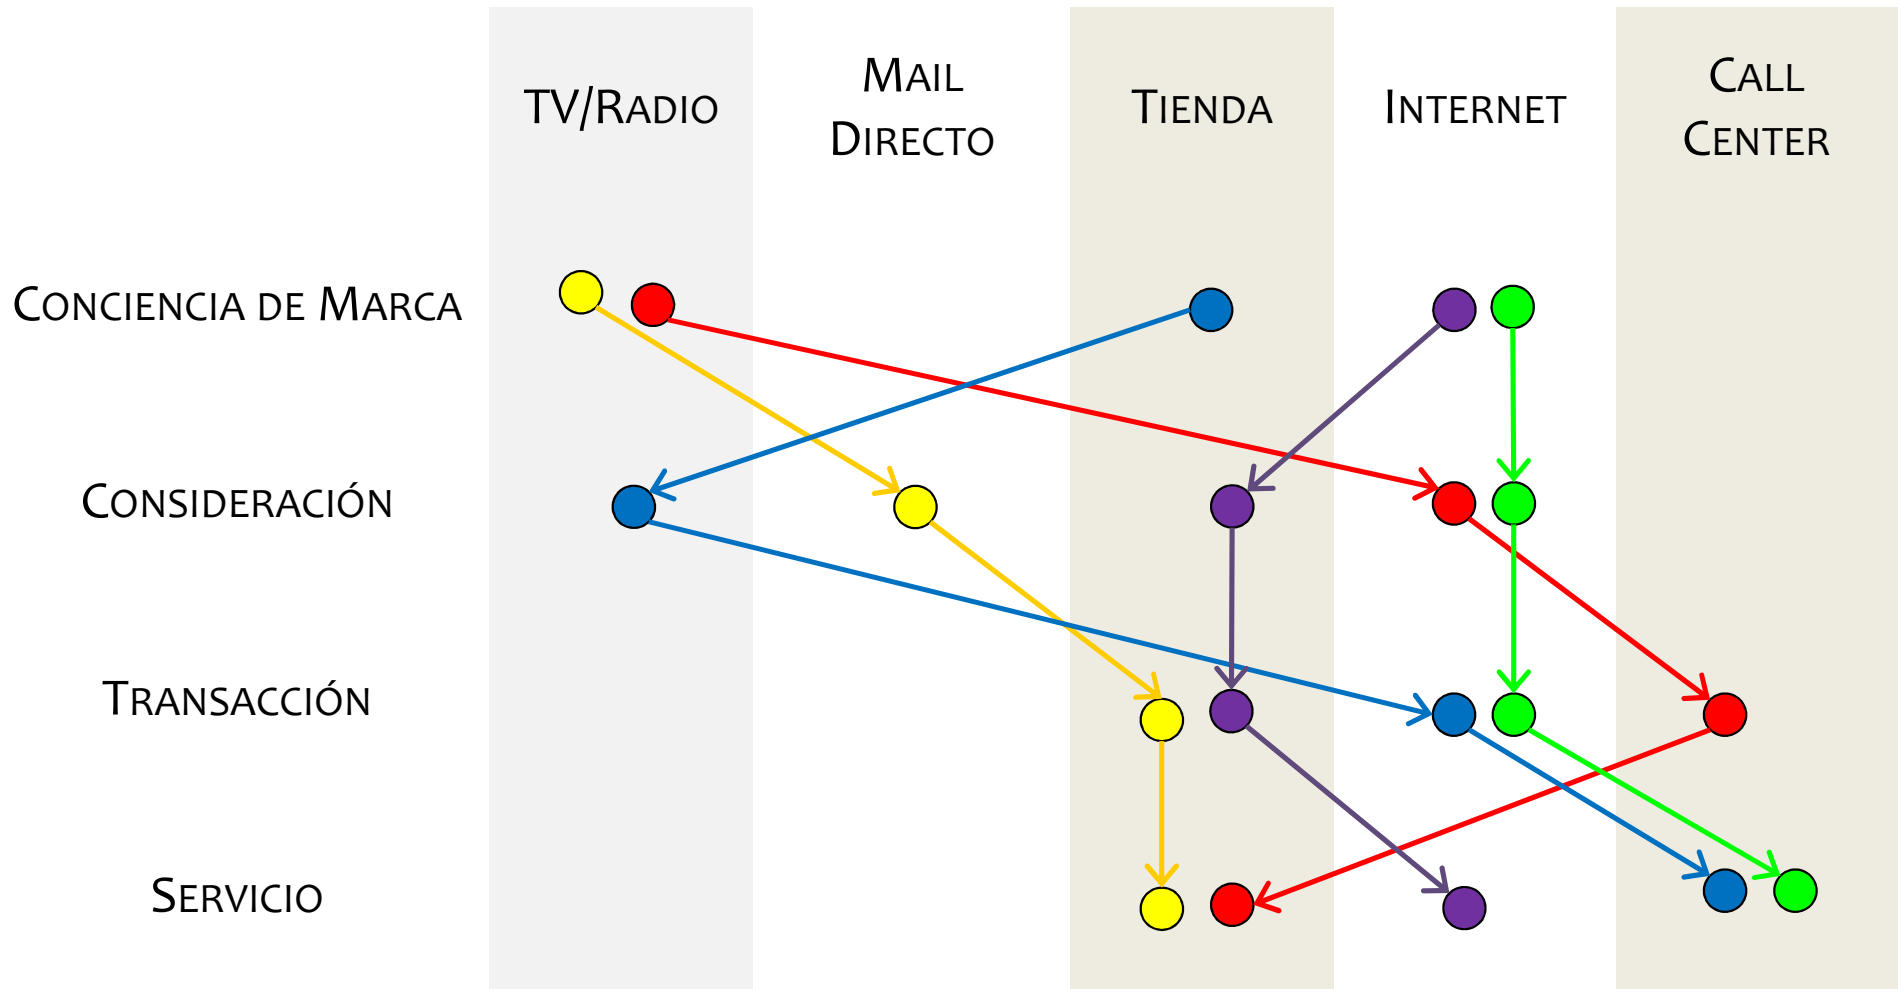 TV/Radio
Mail
Directo
Tienda
Internet
Call
Center
Conciencia de Marca
Consideración
Transacción
Servicio